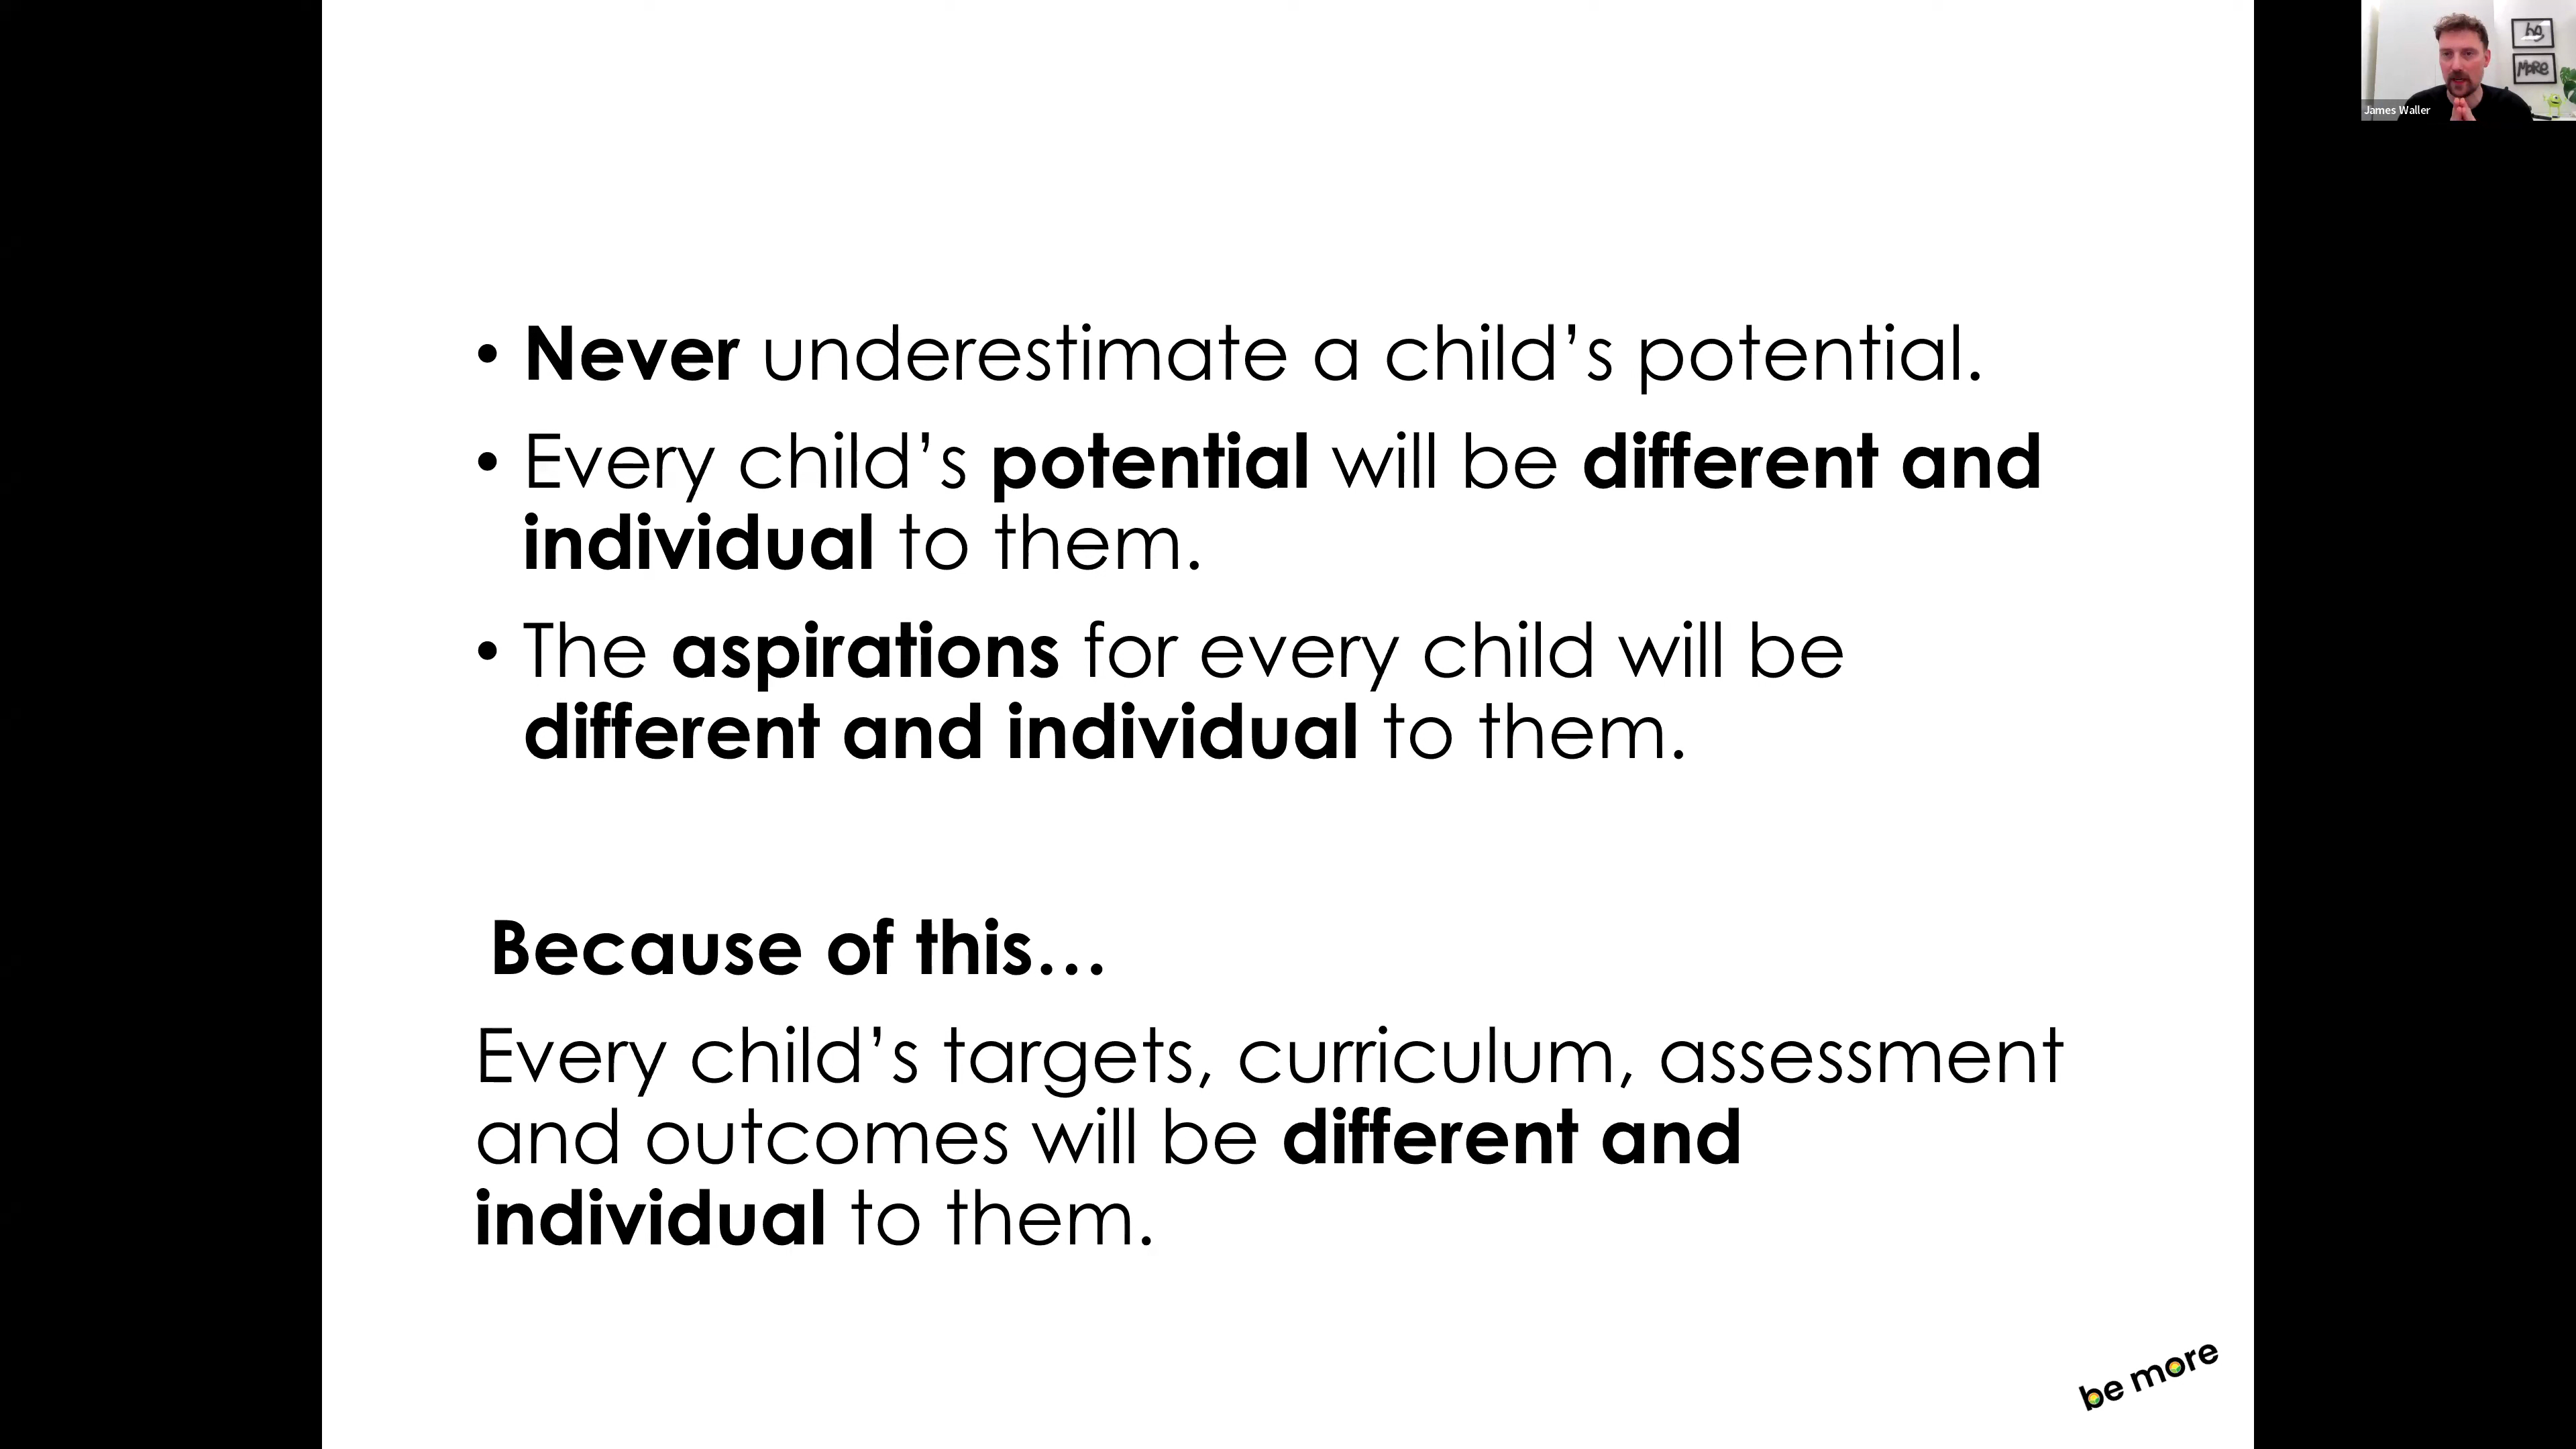 • Never underestimate a child’s potential.
• Every child’s potential will be different and
individual to them.
• The aspirations for every child will be
different and individual to them.
Because of this…
Every child’s targets, curriculum, assessment
and outcomes will be different and
individual to them.
be more
be
MORE
James Waller